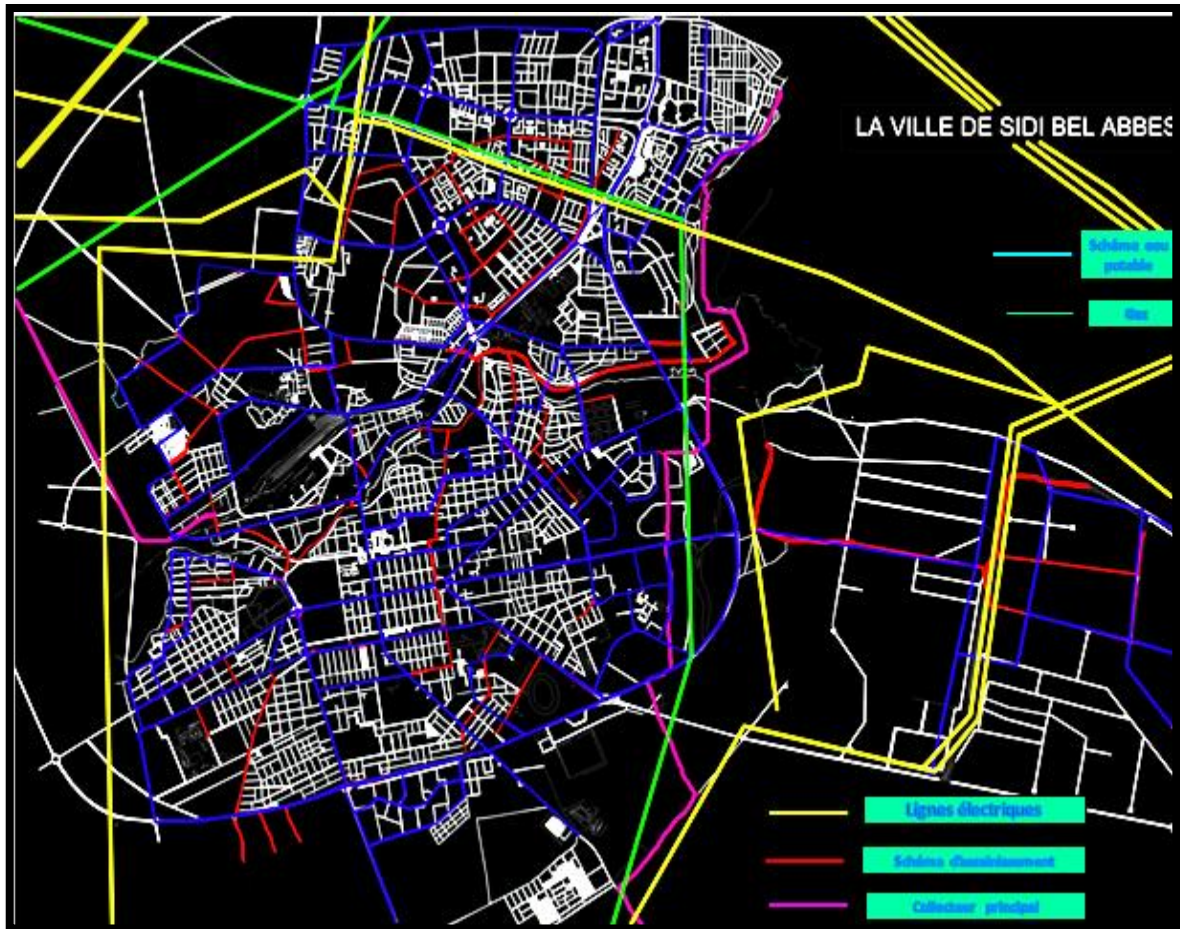 LA VILLE DE SIDI BEL ABBES
Schéma eau
potable
Gaz
Lignes électriques
Schéma d'assainissement
Collecteur principal